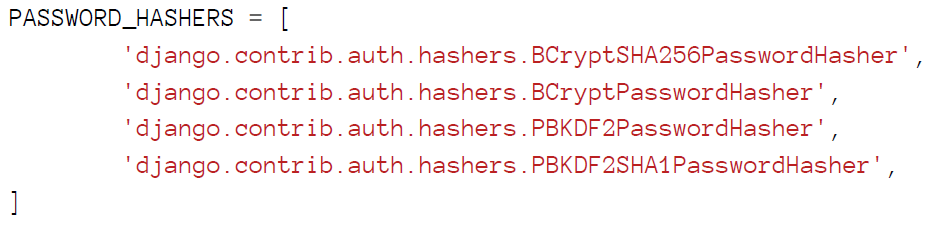 PASSWORD_HASHERS = [
        'django.contrib.auth.hashers.BCryptSHA256PasswordHasher',
        'django.contrib.auth.hashers.BCryptPasswordHasher',
        'django.contrib.auth.hashers.PBKDF2PasswordHasher',
        'django.contrib.auth.hashers.PBKDF2SHA1PasswordHasher',
]